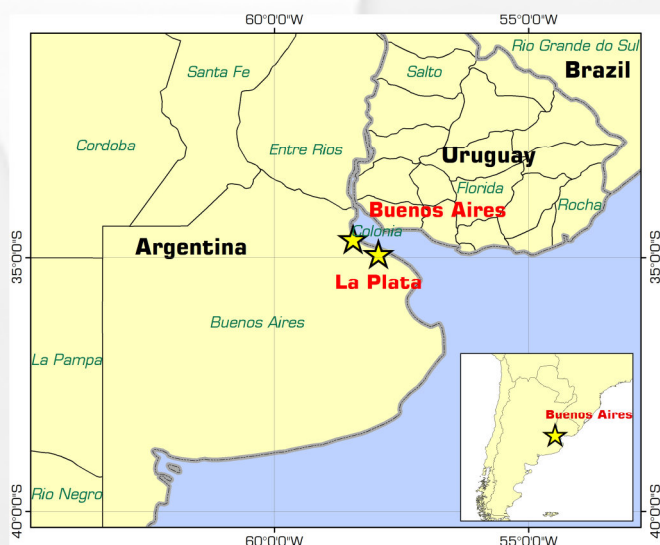 60°0'0"W
55°0'0"W
Rio Grande do Sul
Santa Fe
Salto
Brazil
Cordoba
Entre Rios
Uruguay
Florida
Buenos Aires
Rocha
Colonia
Argentina
35°0'0"S
35°0'0"S
La Plata
Buenos Aires
La Pampa
Buenos Aires
Rio Negro
40°0'0"S
40°0'0"S
60°0'0"W
55°0'0"W